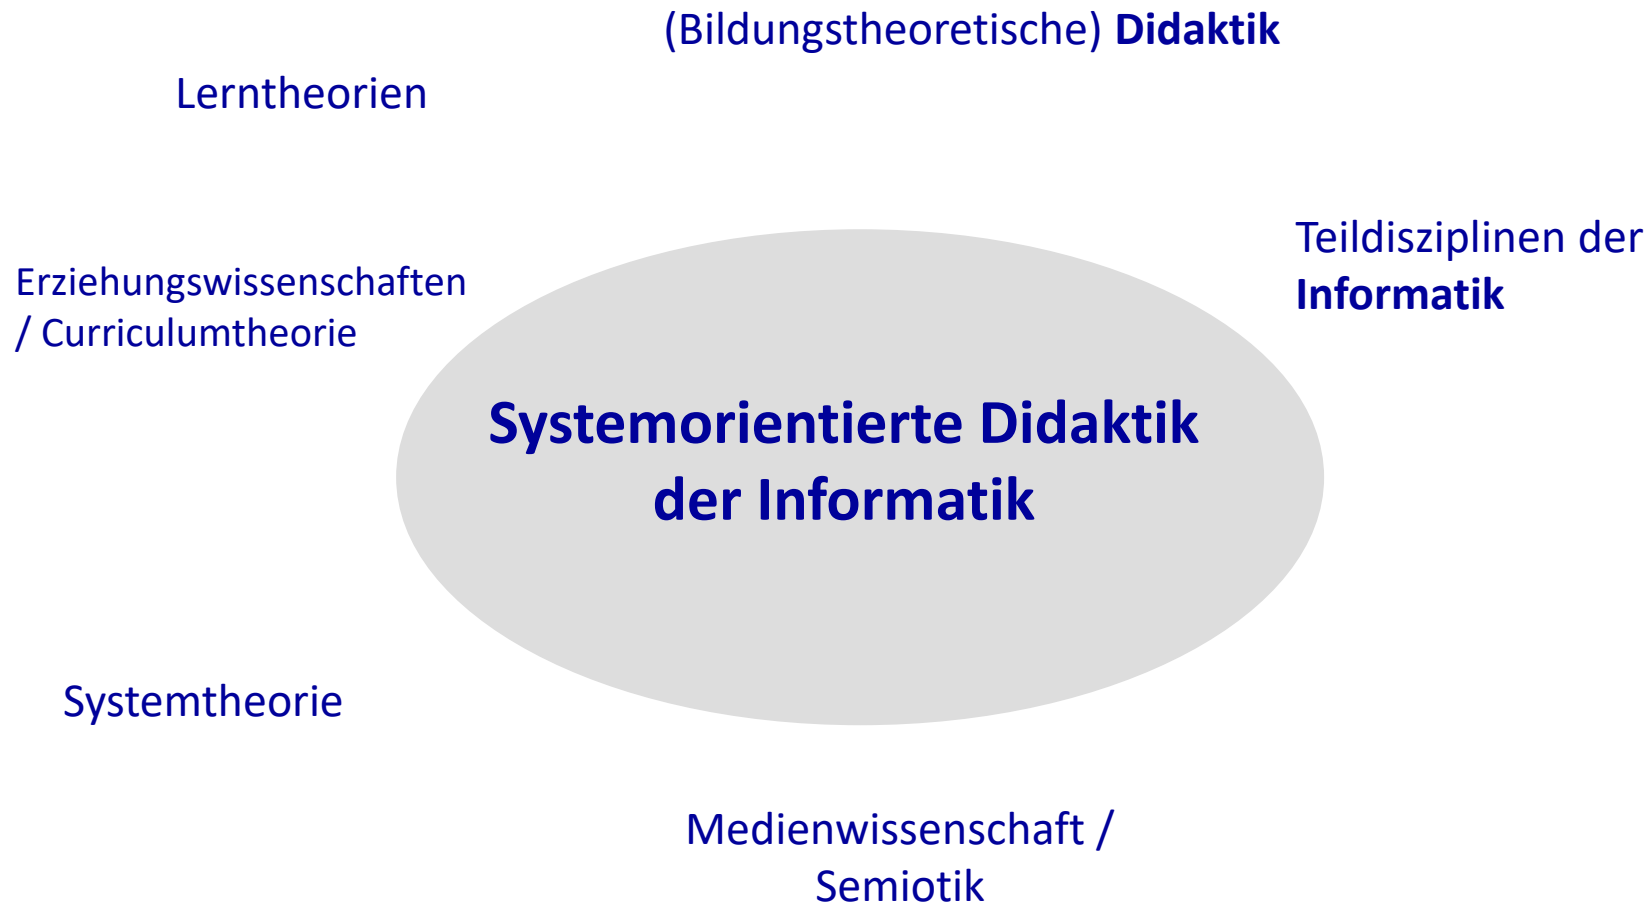 (Bildungstheoretische) Didaktik
Lerntheorien
Teildisziplinen der
Informatik
Erziehungswissenschaften
/ Curriculumtheorie
Systemorientierte Didaktik
der Informatik
Systemtheorie
Medienwissenschaft /
Semiotik